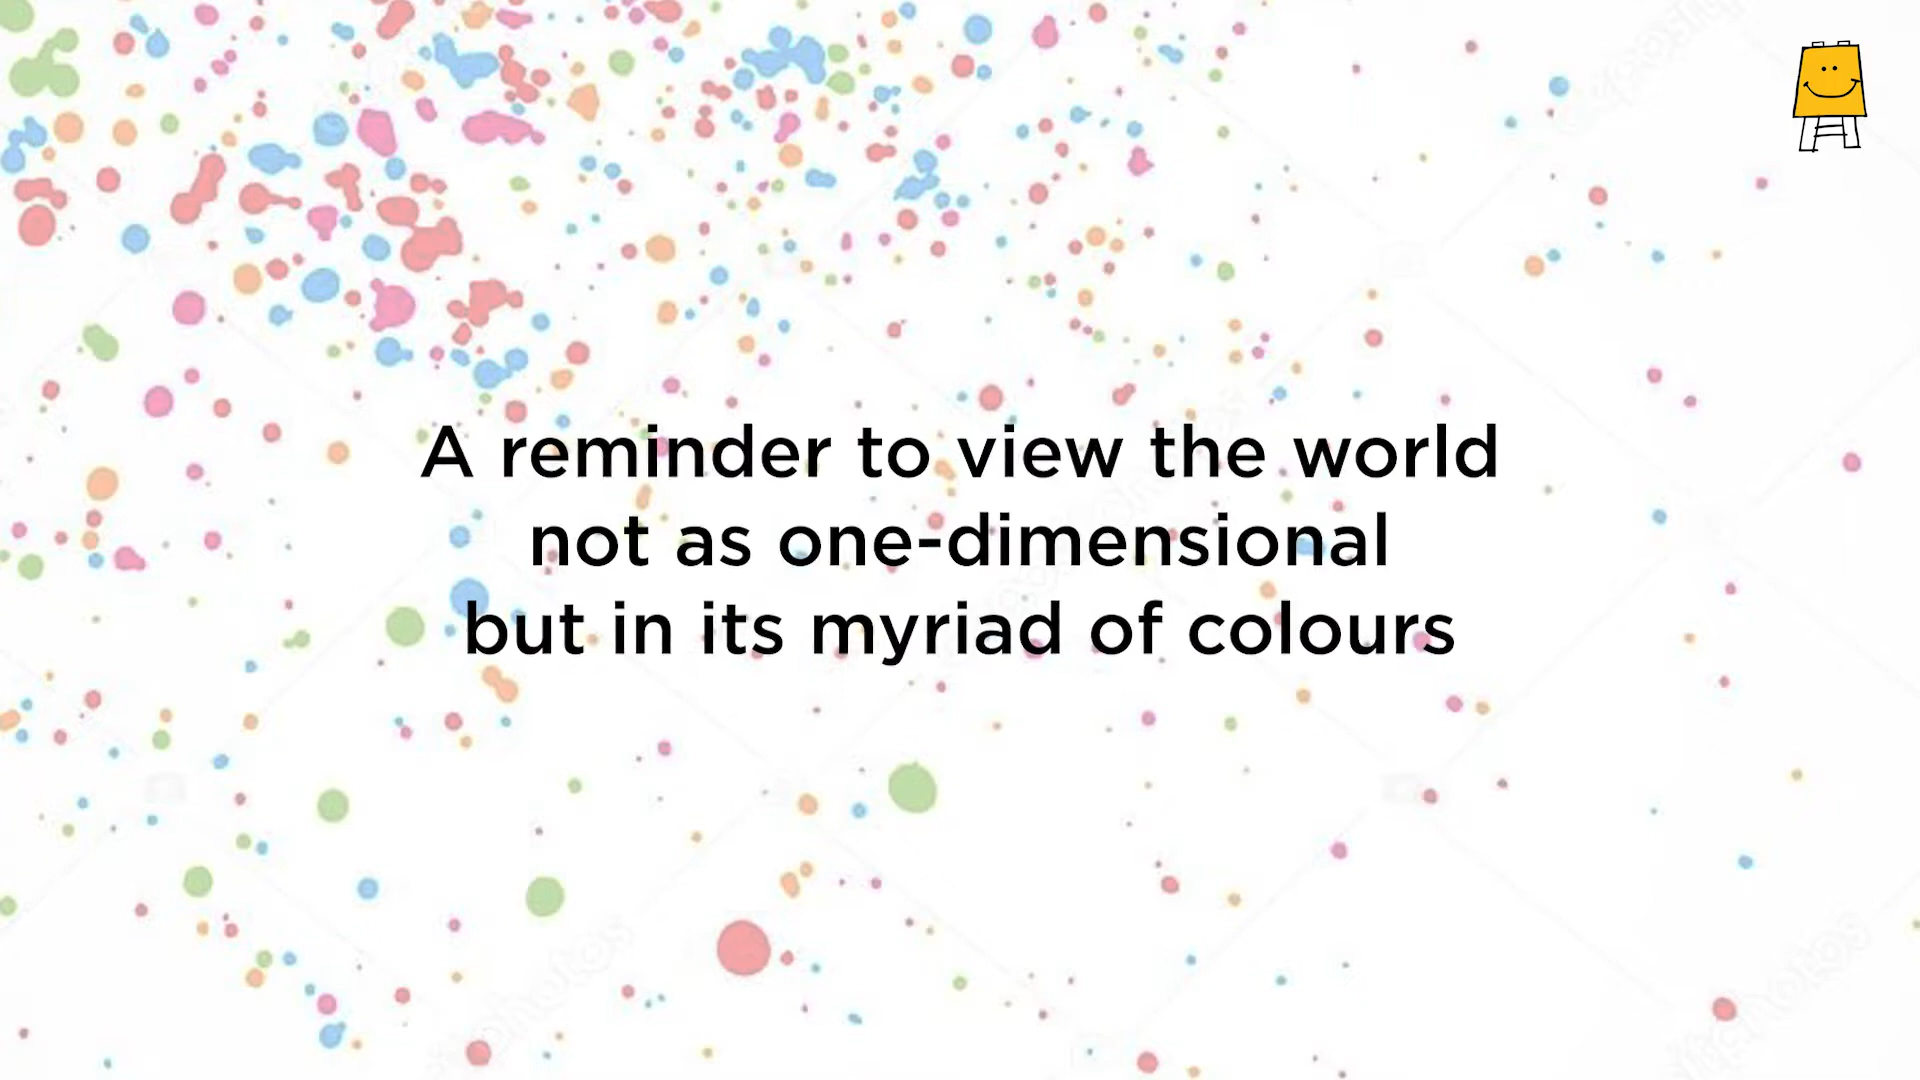 A reminder to view the world
not as one-dimensional
but in its myriad of colours